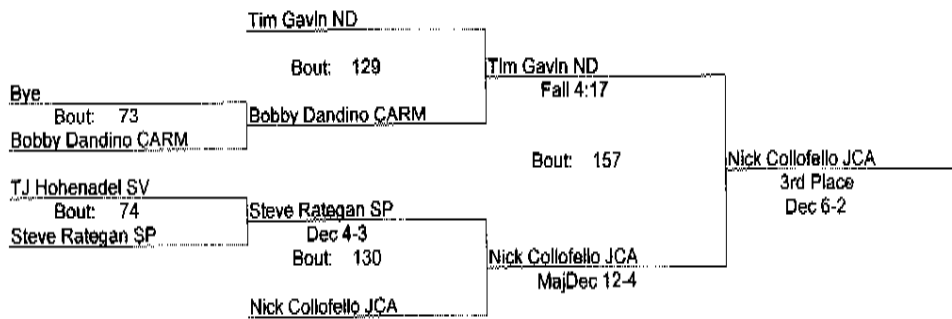 Tim Gavin ND
Bout: 129
Tim Gavin ND
Fall 4:17
Bye
Bout: 73
Bobby Dandino CARM
Bobby Dandino CARM
Bout: 157
Nick Collofello JCA
3rd Place
Dec 6-2
TJ Hohenadel SV
Bout: 74
Steve Rategan SP
Steve Rategan SP
Dec 4-3
Bout: 130
Nick Collofello JCA
MajDec 12-4
Nick Collofello JCA